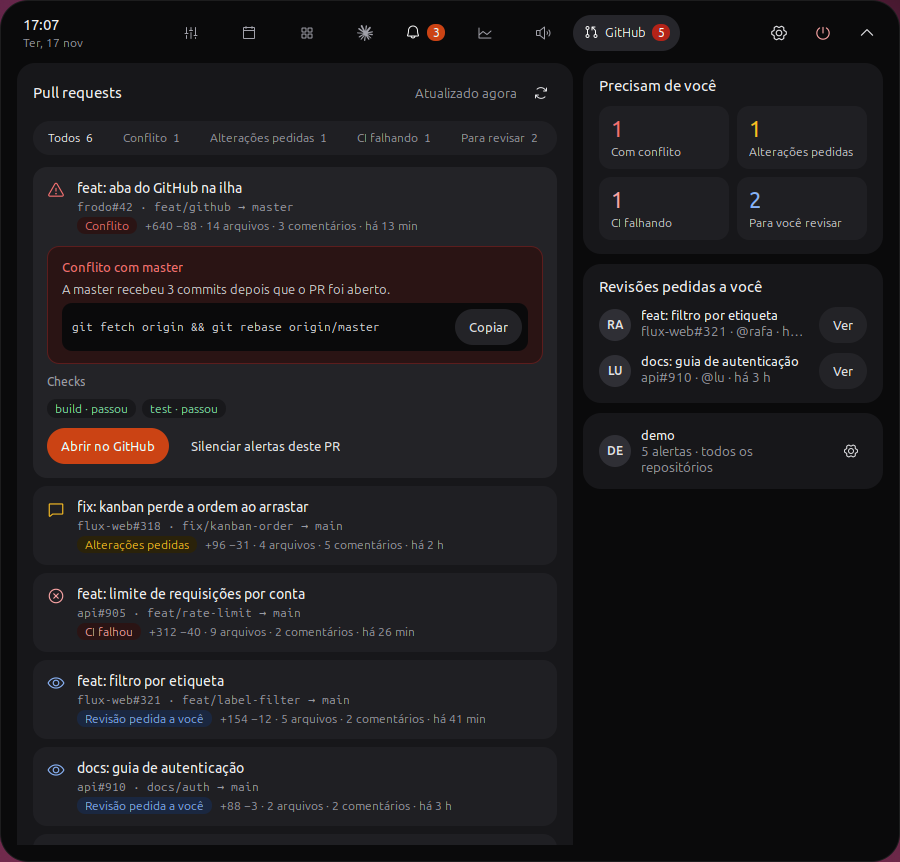 17:07
Ter, 17 nov
3
GitHub 5
Pull requests
Atualizado agora
Todos 6
Conflito 1
Alterações pedidas 1
CI falhando 1
Para revisar 2
feat: aba do GitHub na ilha
frodo#42 · feat/github → master
Conflito +640 −88 · 14 arquivos · 3 comentários · há 13 min
Conflito com master
A master recebeu 3 commits depois que o PR foi aberto.
git fetch origin && git rebase origin/master
Copiar
Checks
build · passou
test · passou
Abrir no GitHub
Silenciar alertas deste PR
fix: kanban perde a ordem ao arrastar
flux-web#318 · fix/kanban-order → main
Alterações pedidas +96 −31 · 4 arquivos · 5 comentários · há 2 h
feat: limite de requisições por conta
api#905 · feat/rate-limit → main
CI falhou +312 −40 · 9 arquivos · 2 comentários · há 26 min
feat: filtro por etiqueta
flux-web#321 · feat/label-filter → main
Revisão pedida a você +154 −12 · 5 arquivos · 2 comentários · há 41 min
docs: guia de autenticação
api#910 · docs/auth → main
Revisão pedida a você +88 −3 · 2 arquivos · 2 comentários · há 3 h
Precisam de você
1
Com conflito
1
Alterações pedidas
1
CI falhando
2
Para você revisar
Revisões pedidas a você
RA
feat: filtro por etiqueta
flux-web#321 · @rafa · h…
Ver
LU
docs: guia de autenticação
api#910 · @lu · há 3 h
Ver
DE
demo
5 alertas · todos os
repositórios